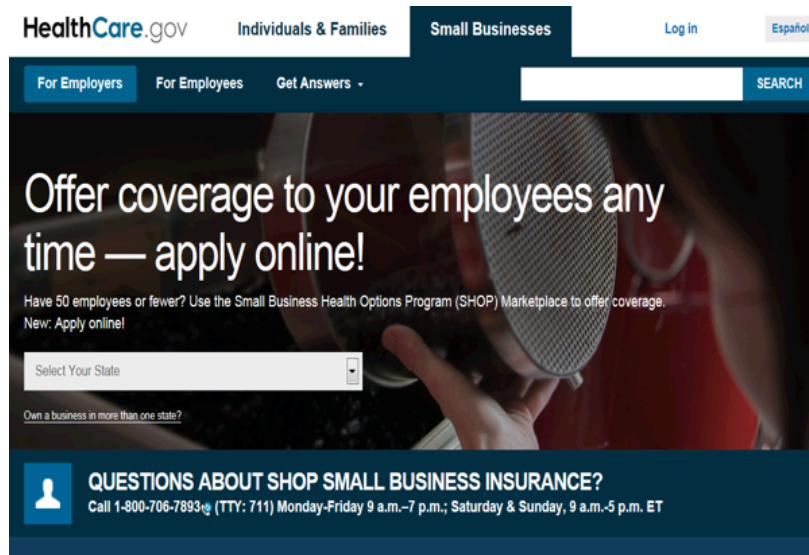 HealthCare.gov Individuals & Families Small Businesses Log in Español
For Employers For Employees Get Answers SEARCH
Offer coverage to your employees any
time — apply online!
Have 50 employees or fewer? Use the Small Business Health Options Program (SHOP) Marketplace to offer coverage.
New: Apply online!
Select Your State
Own a business in more than one state?
QUESTIONS ABOUT SHOP SMALL BUSINESS INSURANCE?
Call 1-800-706-7893 (TTY: 711) Monday-Friday 9 a.m.–7 p.m.; Saturday & Sunday, 9 a.m.-5 p.m. ET